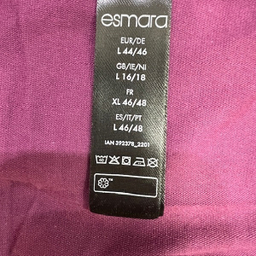 esmara
EUR/DE
L 44/46
GB/IE/NI
L 16/18
FR
XL 46/48
ES/IT/PT
L 46/48
IAN 392378_2201
™